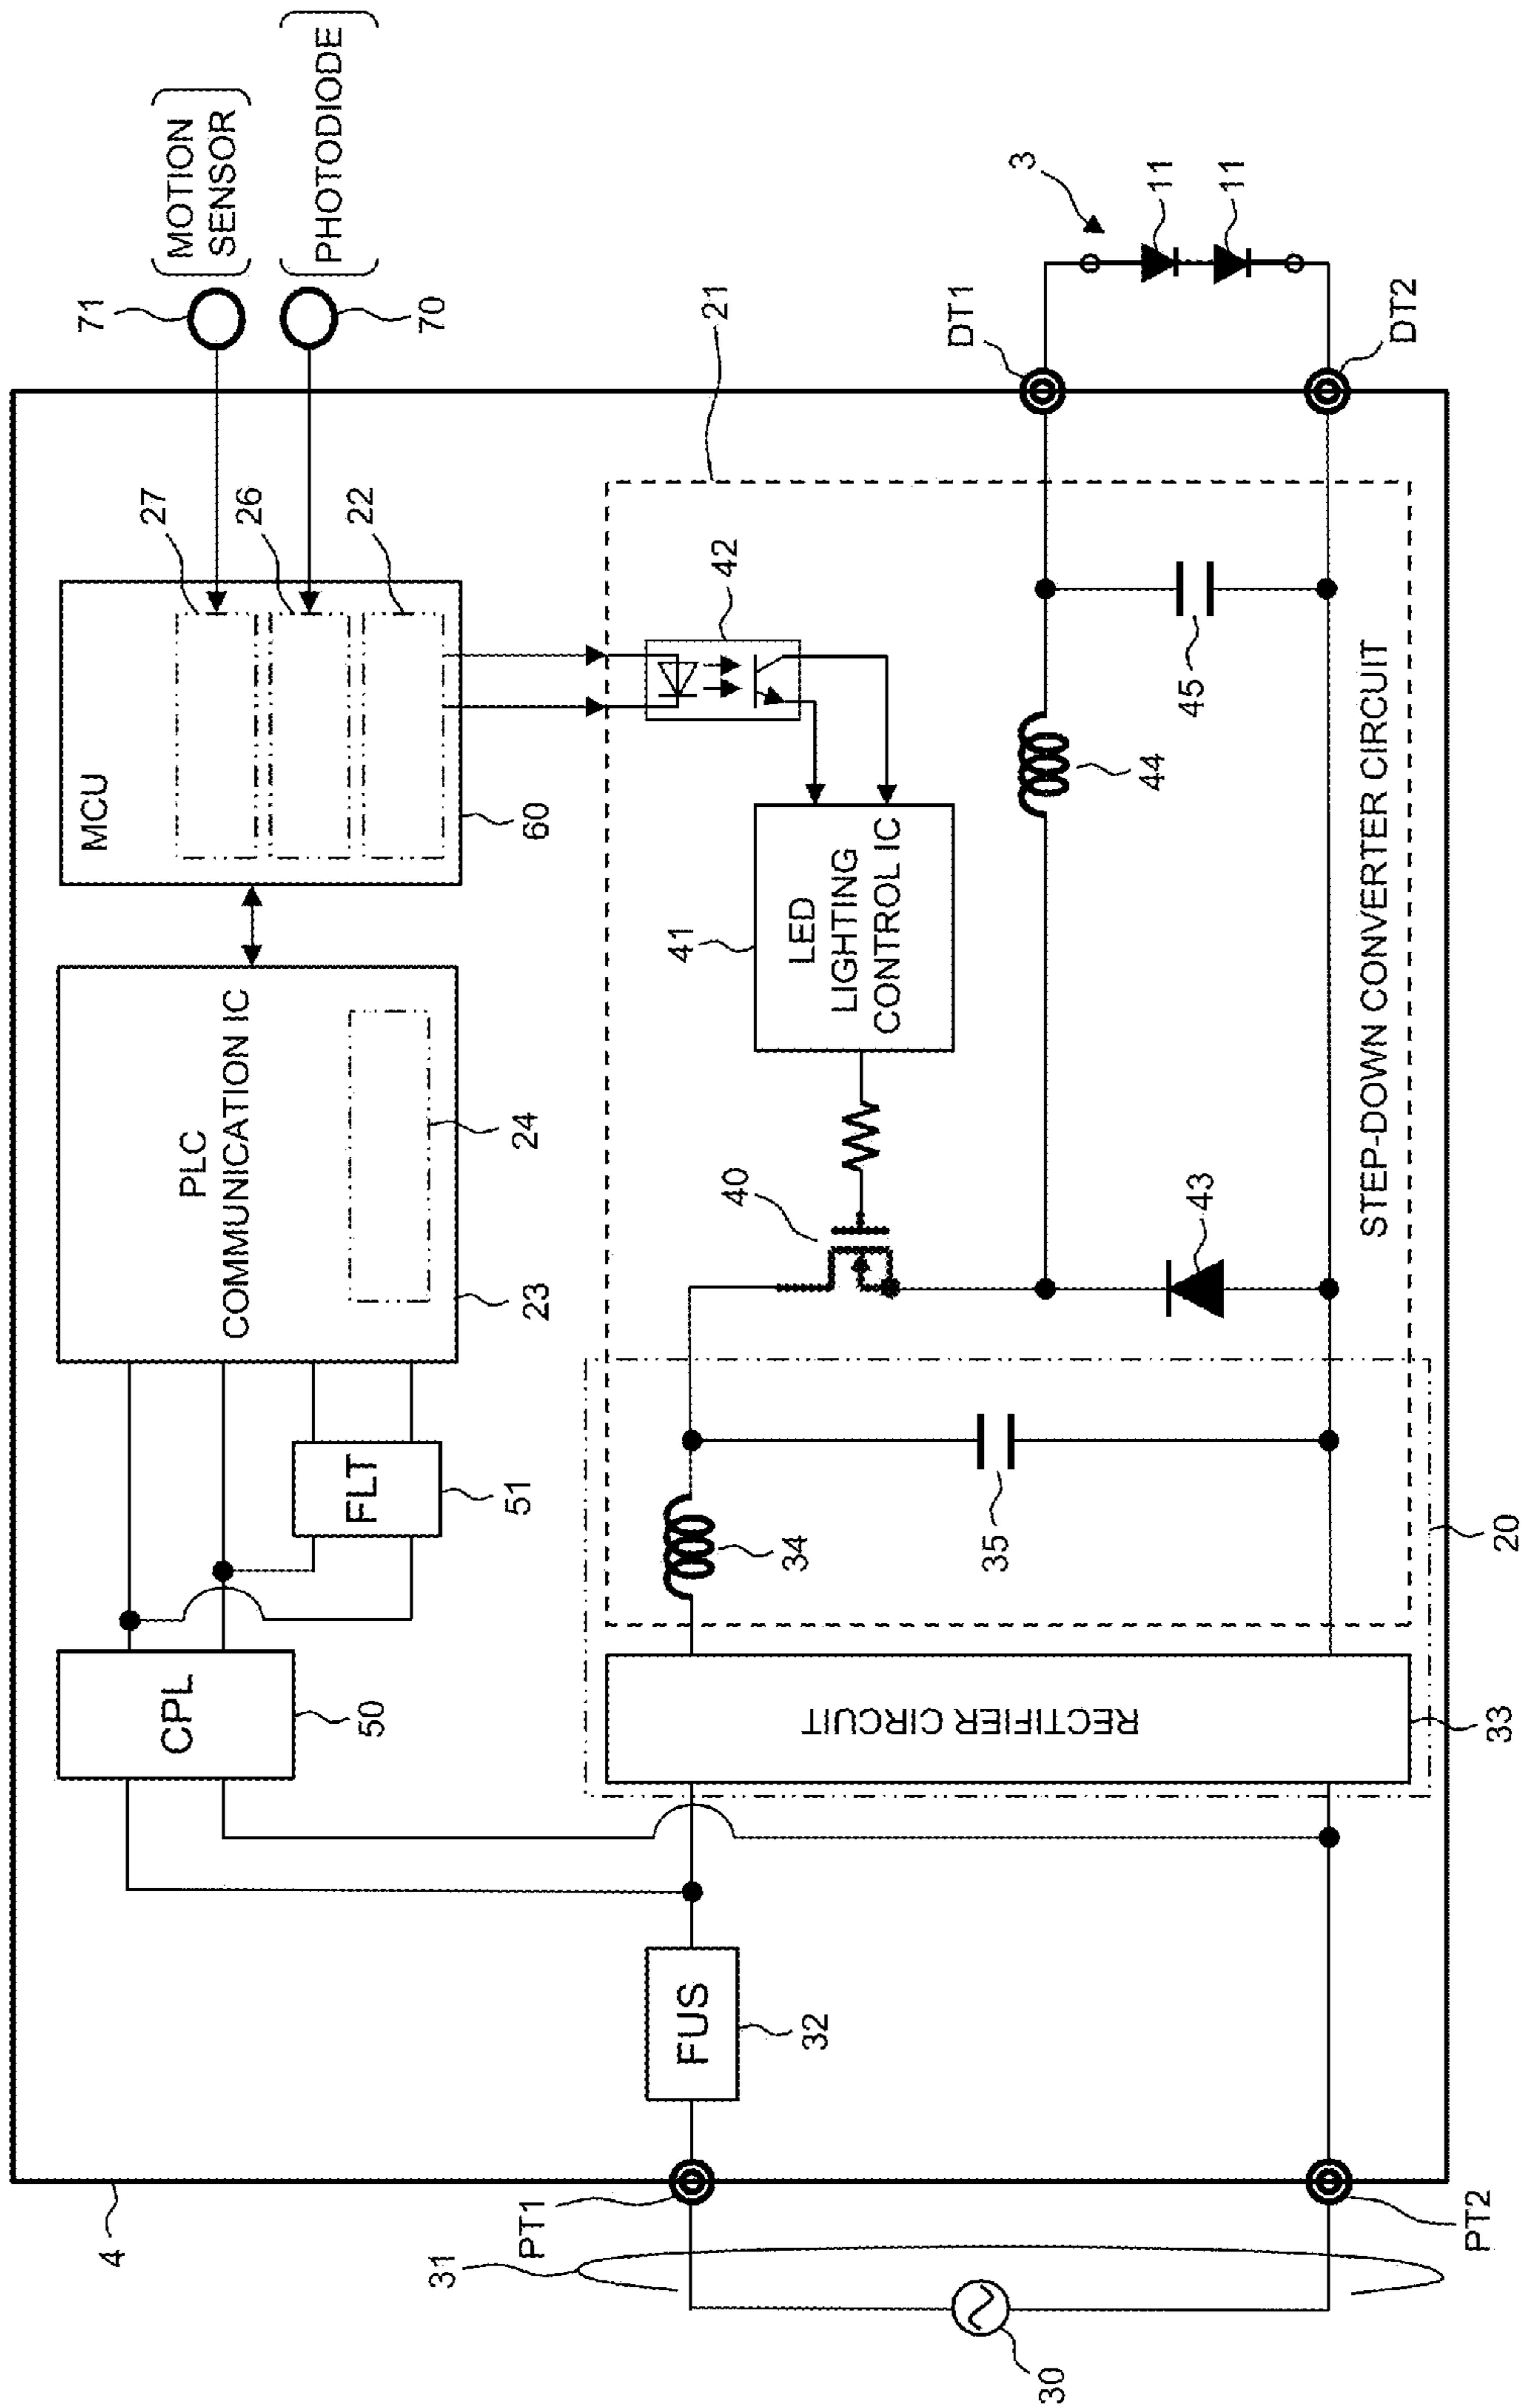 4
71
MOTION
SENSOR
70
PHOTODIODE
MCU
27
26
22
60
PLC
COMMUNICATION IC
24
23
CPL
50
FLT
51
21
42
41
LED
LIGHTING
CONTROL IC
40
43
44
45
STEP-DOWN CONVERTER CIRCUIT
34
35
20
RECTIFIER CIRCUIT
33
FUS
32
PT1
PT2
31
30
DT1
DT2
3
11
11